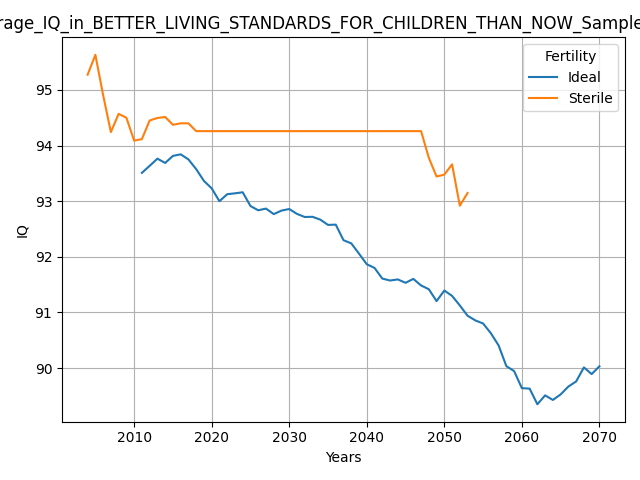 rage_IQ_in_BETTER_LIVING_STANDARDS_FOR_CHILDREN_THAN_NOW_Sample
Fertility
Ideal
Sterile
95
94
93
92
91
90
IQ
2010 2020 2030 2040 2050 2060 2070
Years